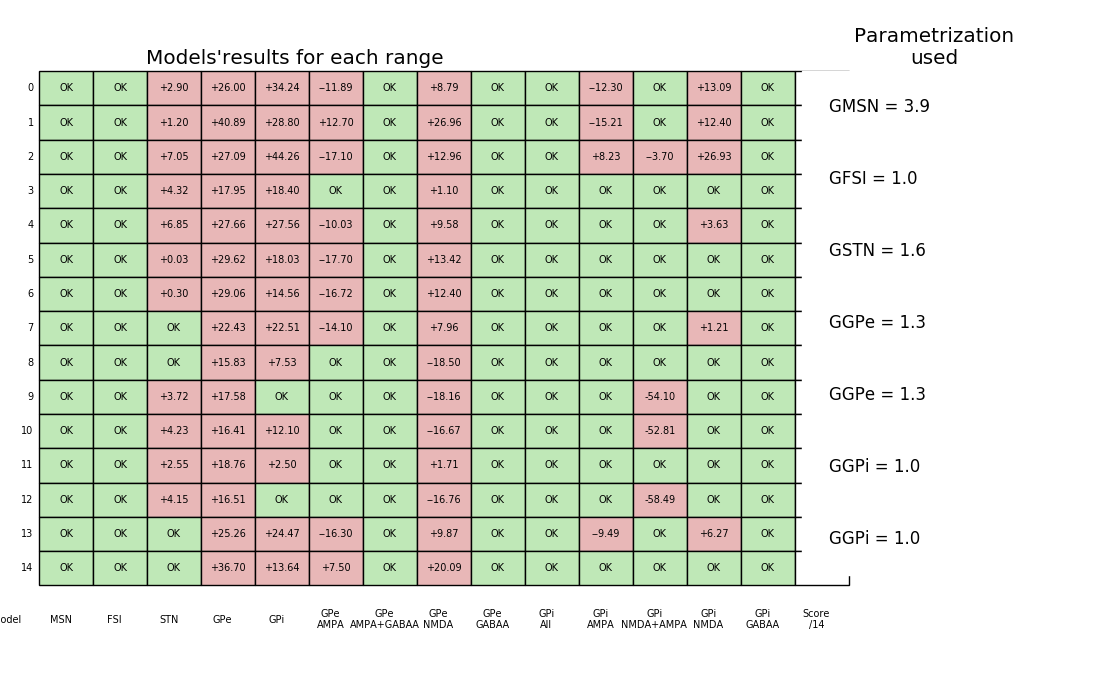 Parametrization
used
Models'results for each range
0 OK OK +2.90 +26.00 +34.24 --11.89 OK +8.79 OK OK --12.30 OK +13.09 OK
GMSN = 3.9
1 OK OK +1.20 +40.89 +28.80 +12.70 OK +26.96 OK OK --15.21 OK +12.40 OK
2 OK OK +7.05 +27.09 +44.26 --17.10 OK +12.96 OK OK +8.23 --3.70 +26.93 OK
GFSI = 1.0
3 OK OK +4.32 +17.95 +18.40 OK OK +1.10 OK OK OK OK OK OK
4 OK OK +6.85 +27.66 +27.56 --10.03 OK +9.58 OK OK OK OK +3.63 OK
GSTN = 1.6
5 OK OK +0.03 +29.62 +18.03 --17.70 OK +13.42 OK OK OK OK OK OK
6 OK OK +0.30 +29.06 +14.56 --16.72 OK +12.40 OK OK OK OK OK OK
GGPe = 1.3
7 OK OK OK +22.43 +22.51 --14.10 OK +7.96 OK OK OK OK +1.21 OK
8 OK OK OK +15.83 +7.53 OK OK --18.50 OK OK OK OK OK OK
GGPe = 1.3
9 OK OK +3.72 +17.58 OK OK OK --18.16 OK OK OK -54.10 OK OK
10 OK OK +4.23 +16.41 +12.10 OK OK --16.67 OK OK OK -52.81 OK OK
GGPi = 1.0
11 OK OK +2.55 +18.76 +2.50 OK OK +1.71 OK OK OK OK OK OK
12 OK OK +4.15 +16.51 OK OK OK --16.76 OK OK OK -58.49 OK OK
13 OK OK OK +25.26 +24.47 --16.30 OK +9.87 OK OK --9.49 OK +6.27 OK
GGPi = 1.0
14 OK OK OK +36.70 +13.64 +7.50 OK +20.09 OK OK OK OK OK OK
odel MSN FSI STN GPe GPi GPe GPe GPe GPe GPi GPi GPi GPi GPi Score
AMPA AMPA+GABAA NMDA GABAA All AMPA NMDA+AMPA NMDA GABAA /14